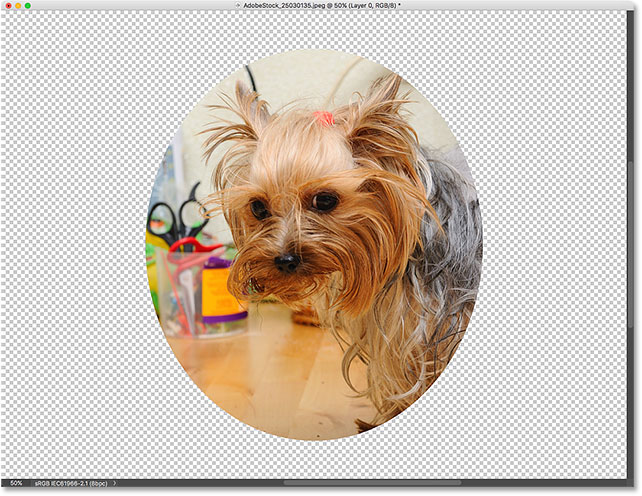 AdobeStock_25030135.jpeg @ 50% (Layer 0, RGB/8) *
50%
sRGB IEC61966-2.1 (8bpc)